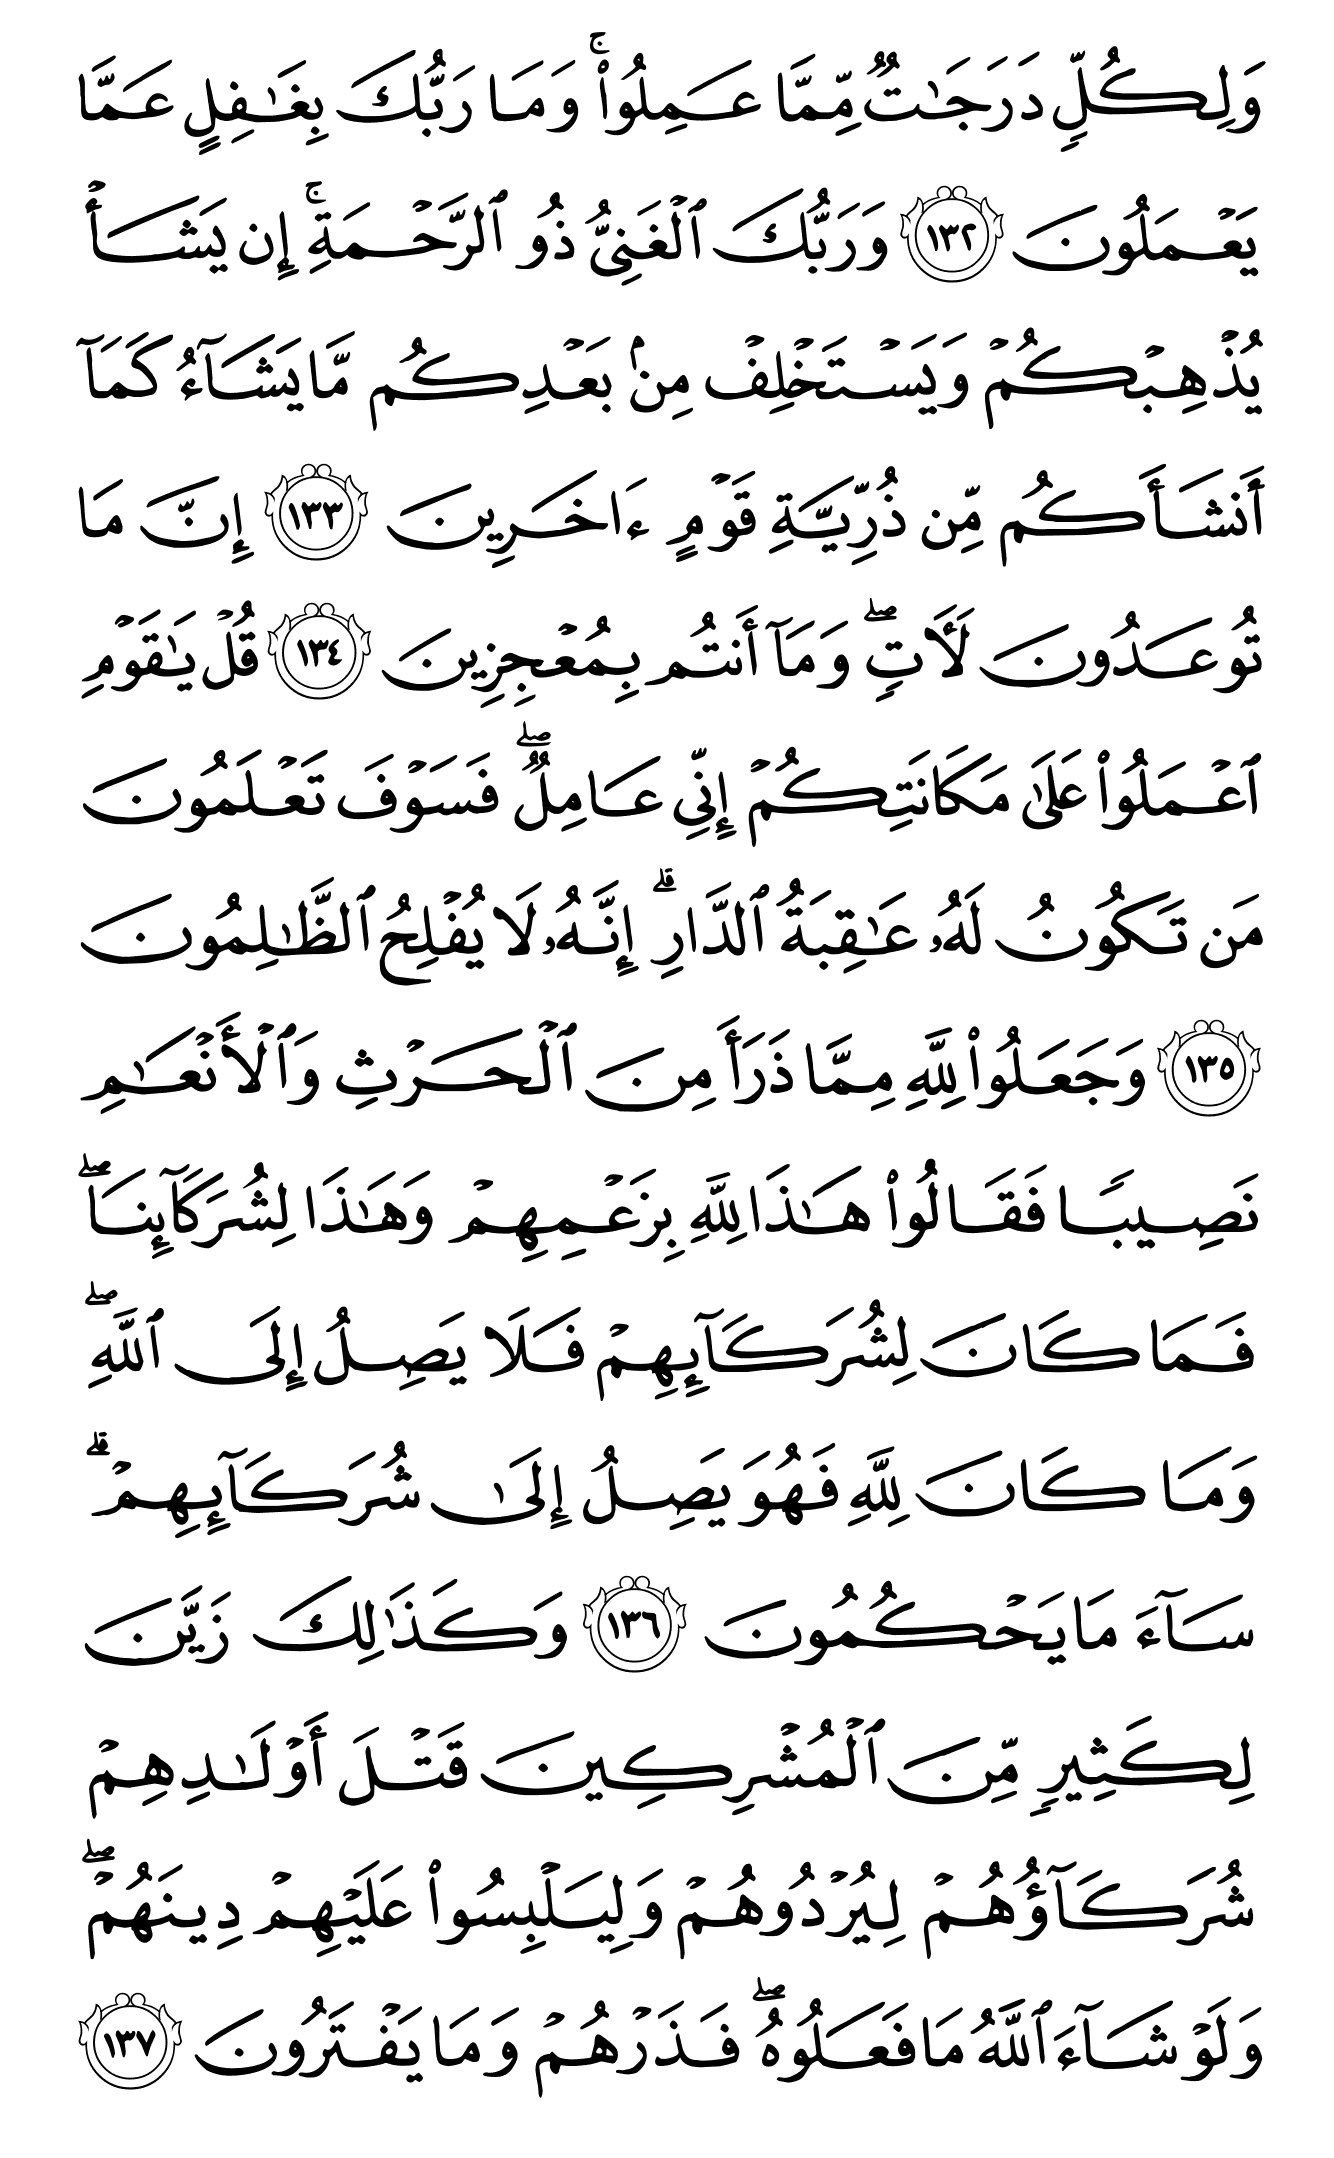 وَلِكُلٍّ دَرَجَٰتٌ مِّمَّا عَمِلُوا۟ ۚ وَمَا رَبُّكَ بِغَٰفِلٍ عَمَّا
يَعْمَلُونَ ١٣٢ وَرَبُّكَ ٱلْغَنِىُّ ذُو ٱلرَّحْمَةِ ۚ إِن يَشَأْ
يُذْهِبْكُمْ وَيَسْتَخْلِفْ مِنۢ بَعْدِكُم مَّا يَشَآءُ كَمَآ
أَنشَأَكُم مِّن ذُرِّيَّةِ قَوْمٍ ءَاخَرِينَ ١٣٣ إِنَّ مَا
تُوعَدُونَ لَءَاتٍ ۖ وَمَآ أَنتُم بِمُعْجِزِينَ ١٣٤ قُلْ يَٰقَوْمِ
ٱعْمَلُوا۟ عَلَىٰ مَكَانَتِكُمْ إِنِّى عَامِلٌ ۖ فَسَوْفَ تَعْلَمُونَ
مَن تَكُونُ لَهُۥ عَٰقِبَةُ ٱلدَّارِ ۗ إِنَّهُۥ لَا يُفْلِحُ ٱلظَّٰلِمُونَ
١٣٥ وَجَعَلُوا۟ لِلَّهِ مِمَّا ذَرَأَ مِنَ ٱلْحَرْثِ وَٱلْأَنْعَٰمِ
نَصِيبًا فَقَالُوا۟ هَٰذَا لِلَّهِ بِزَعْمِهِمْ وَهَٰذَا لِشُرَكَآئِنَا ۖ
فَمَا كَانَ لِشُرَكَآئِهِمْ فَلَا يَصِلُ إِلَى ٱللَّهِ ۖ
وَمَا كَانَ لِلَّهِ فَهُوَ يَصِلُ إِلَىٰ شُرَكَآئِهِمْ ۗ
سَآءَ مَا يَحْكُمُونَ ١٣٦ وَكَذَٰلِكَ زَيَّنَ
لِكَثِيرٍ مِّنَ ٱلْمُشْرِكِينَ قَتْلَ أَوْلَٰدِهِمْ
شُرَكَآؤُهُمْ لِيُرْدُوهُمْ وَلِيَلْبِسُوا۟ عَلَيْهِمْ دِينَهُمْ ۖ
وَلَوْ شَآءَ ٱللَّهُ مَا فَعَلُوهُ ۖ فَذَرْهُمْ وَمَا يَفْتَرُونَ ١٣٧